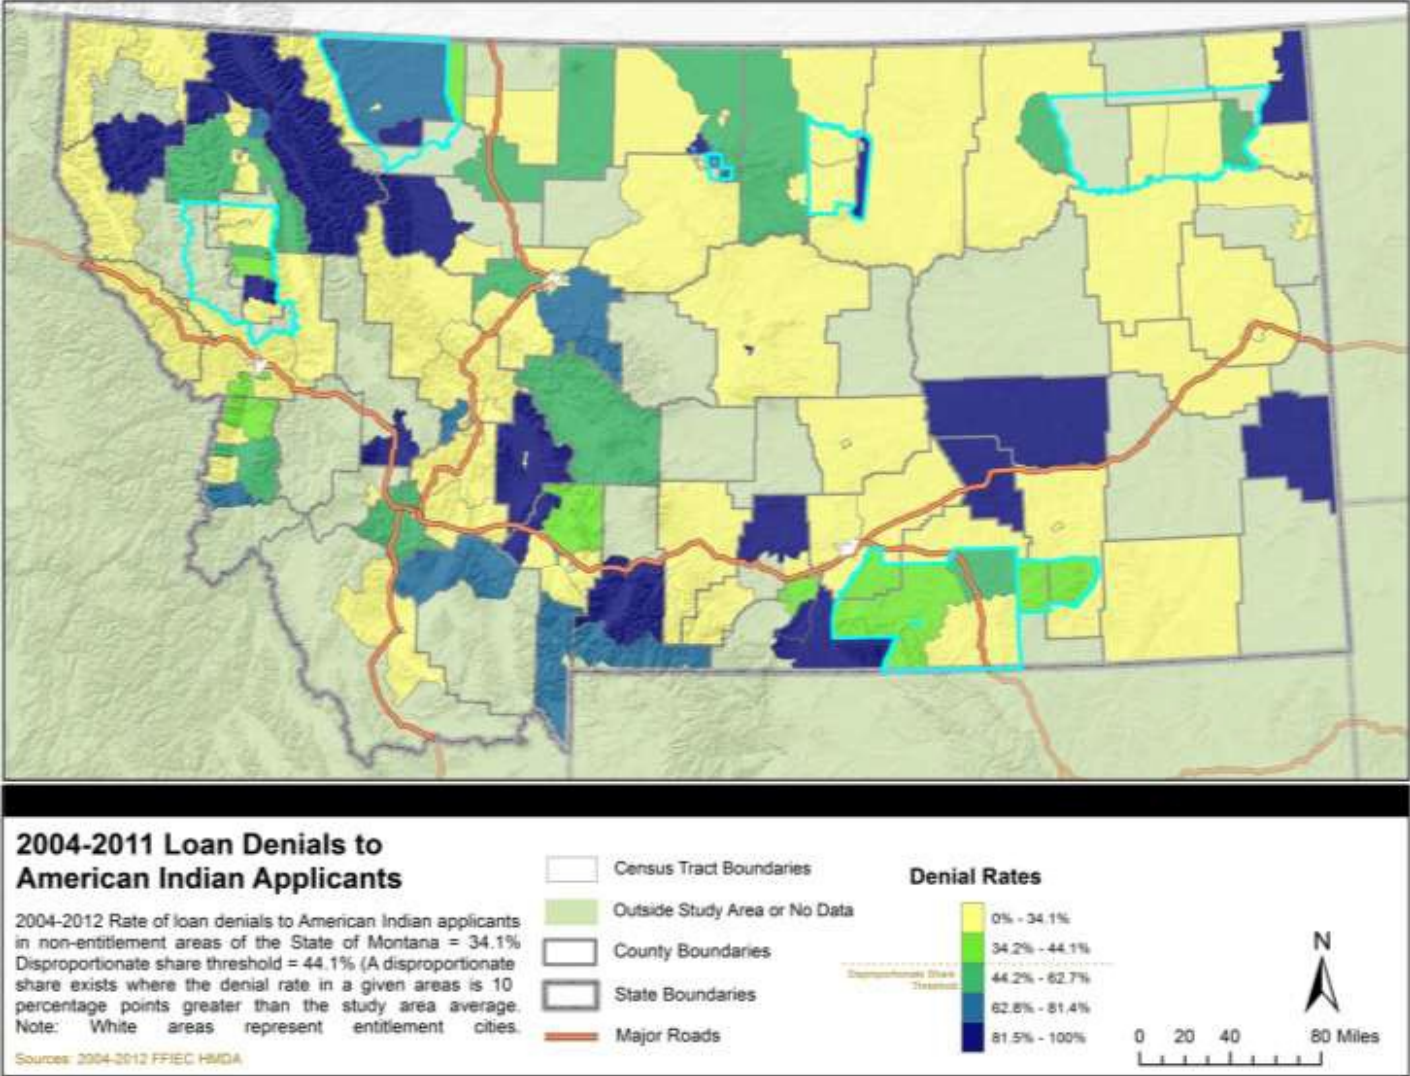 2004-2011 Loan Denials to
American Indian Applicants
2004-2012 Rate of loan denials to American Indian applicants
in non-entitlement areas of the State of Montana = 34.1%
Disproportionate share threshold = 44.1% (A disproportionate
share exists where the denial rate in a given areas is 10
percentage points greater than the study area average.
Note: White areas represent entitlement cities.
Sources: 2004-2012 FFIEC HMDA
Census Tract Boundaries
Outside Study Area or No Data
County Boundaries
State Boundaries
Major Roads
Denial Rates
0% - 34.1%
34.2% - 44.1%
Disproportionate Share
Threshold
44.2% - 62.7%
62.8% - 81.4%
81.5% - 100%
N
0 20 40 80 Miles